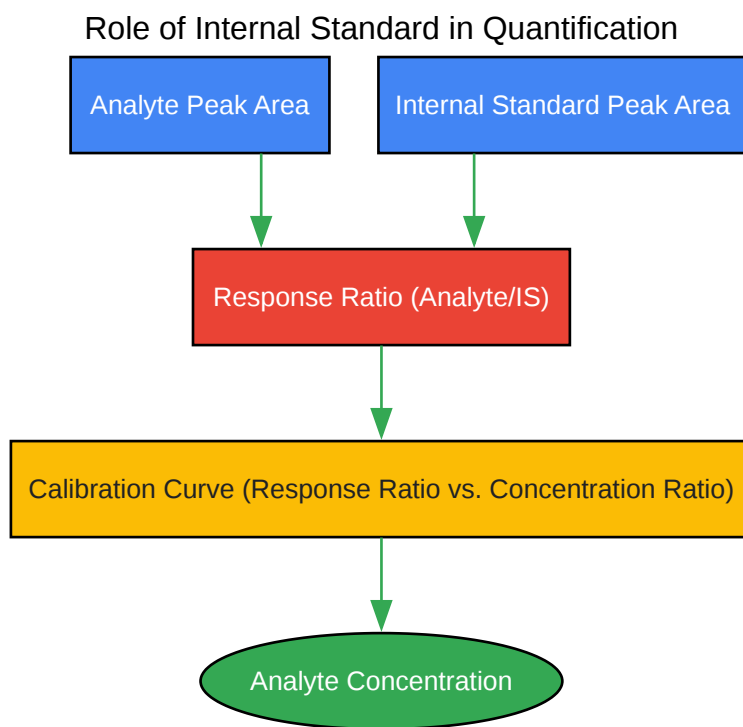 Role of Internal Standard in Quantification
Analyte Peak Area
Internal Standard Peak Area
Response Ratio (Analyte/IS)
Calibration Curve (Response Ratio vs. Concentration Ratio)
Analyte Concentration